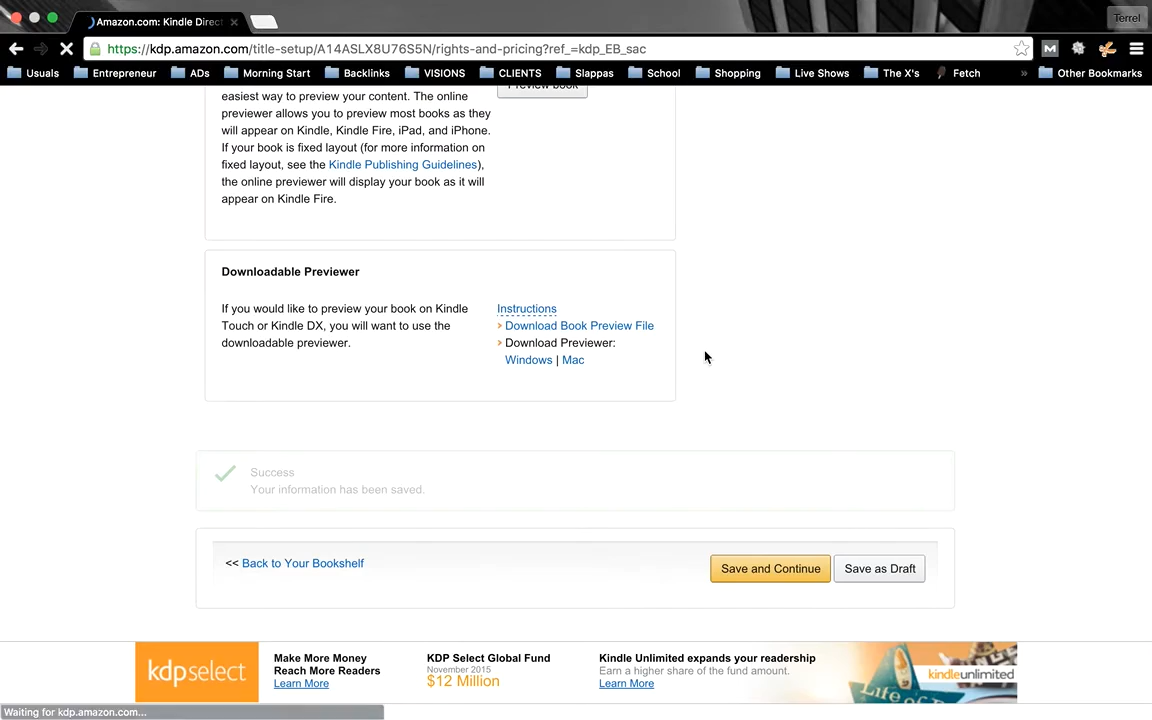 Amazon.com: Kindle Direct
Terrel
https://kdp.amazon.com/title-setup/A14ASLX8U76S5N/rights-and-pricing?ref_=kdp_EB_sac
M
Usuals Entrepreneur ADs Morning Start Backlinks VISIONS CLIENTS Slappas School Shopping Live Shows The X's Fetch » Other Bookmarks
easiest way to preview your content. The online
previewer allows you to preview most books as they
will appear on Kindle, Kindle Fire, iPad, and iPhone.
If your book is fixed layout (for more information on
fixed layout, see the Kindle Publishing Guidelines),
the online previewer will display your book as it will
appear on Kindle Fire.
Preview book
Downloadable Previewer
If you would like to preview your book on Kindle
Touch or Kindle DX, you will want to use the
downloadable previewer.
Instructions
Download Book Preview File
Download Previewer:
Windows | Mac
Success
Your information has been saved.
<< Back to Your Bookshelf
Save and Continue
Save as Draft
kdpselect
Make More Money
Reach More Readers
Learn More
KDP Select Global Fund
November 2015
$12 Million
Kindle Unlimited expands your readership
Earn a higher share of the fund amount.
Learn More
Life of
kindleunlimited
Waiting for kdp.amazon.com...